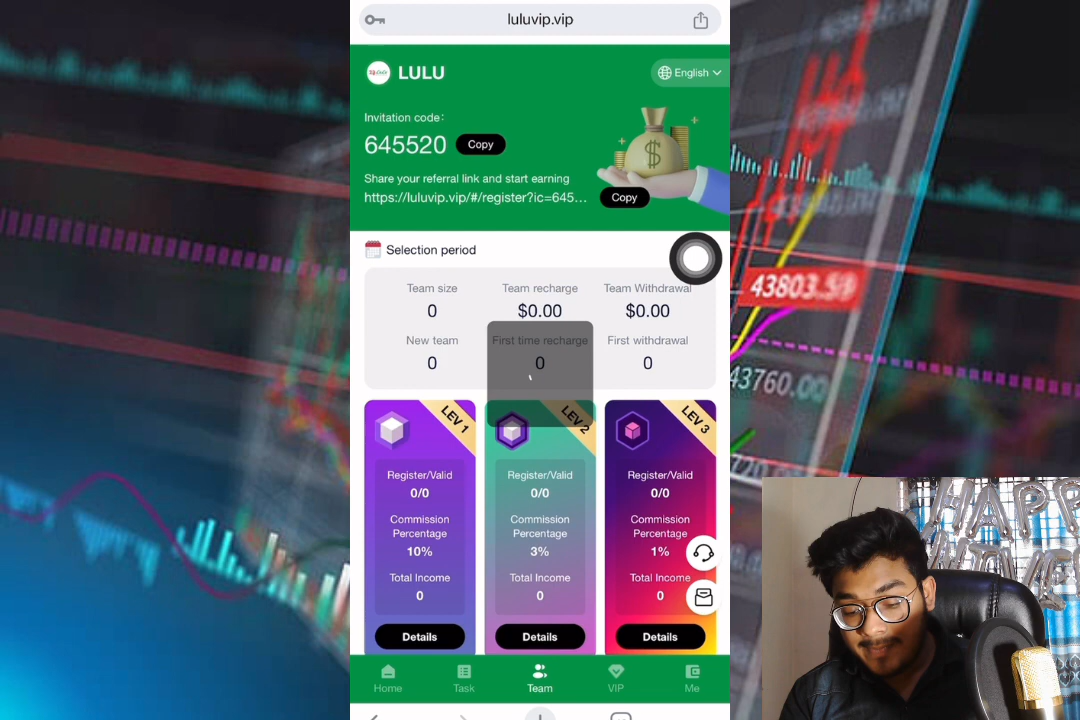 luluvip.vip
LULU
English
Invitation code:
645520 Copy
Share your referral link and start earning
https://luluvip.vip/#/register?ic=645... Copy
Selection period
Team size Team recharge Team Withdrawal
0 $0.00 $0.00
New team First time recharge First withdrawal
0 0 0
LEV 1 LEV 2 LEV 3
Register/Valid Register/Valid Register/Valid
0/0 0/0 0/0
Commission Commission Commission
Percentage Percentage Percentage
10% 3% 1%
Total Income Total Income Total Income
0 0 0
Details Details Details
Home Task Team VIP Me
43803.59
43760.00
HAPP